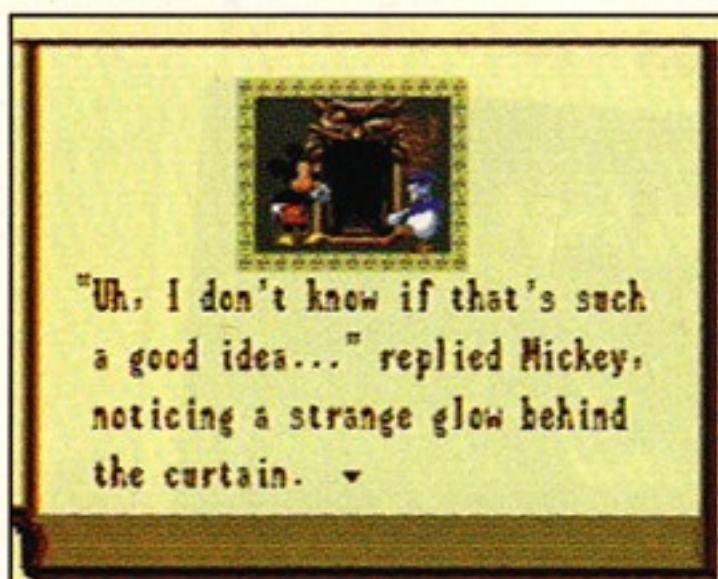 "Uh, I don't know if that's such
a good idea..." replied Mickey,
noticing a strange glow behind
the curtain.